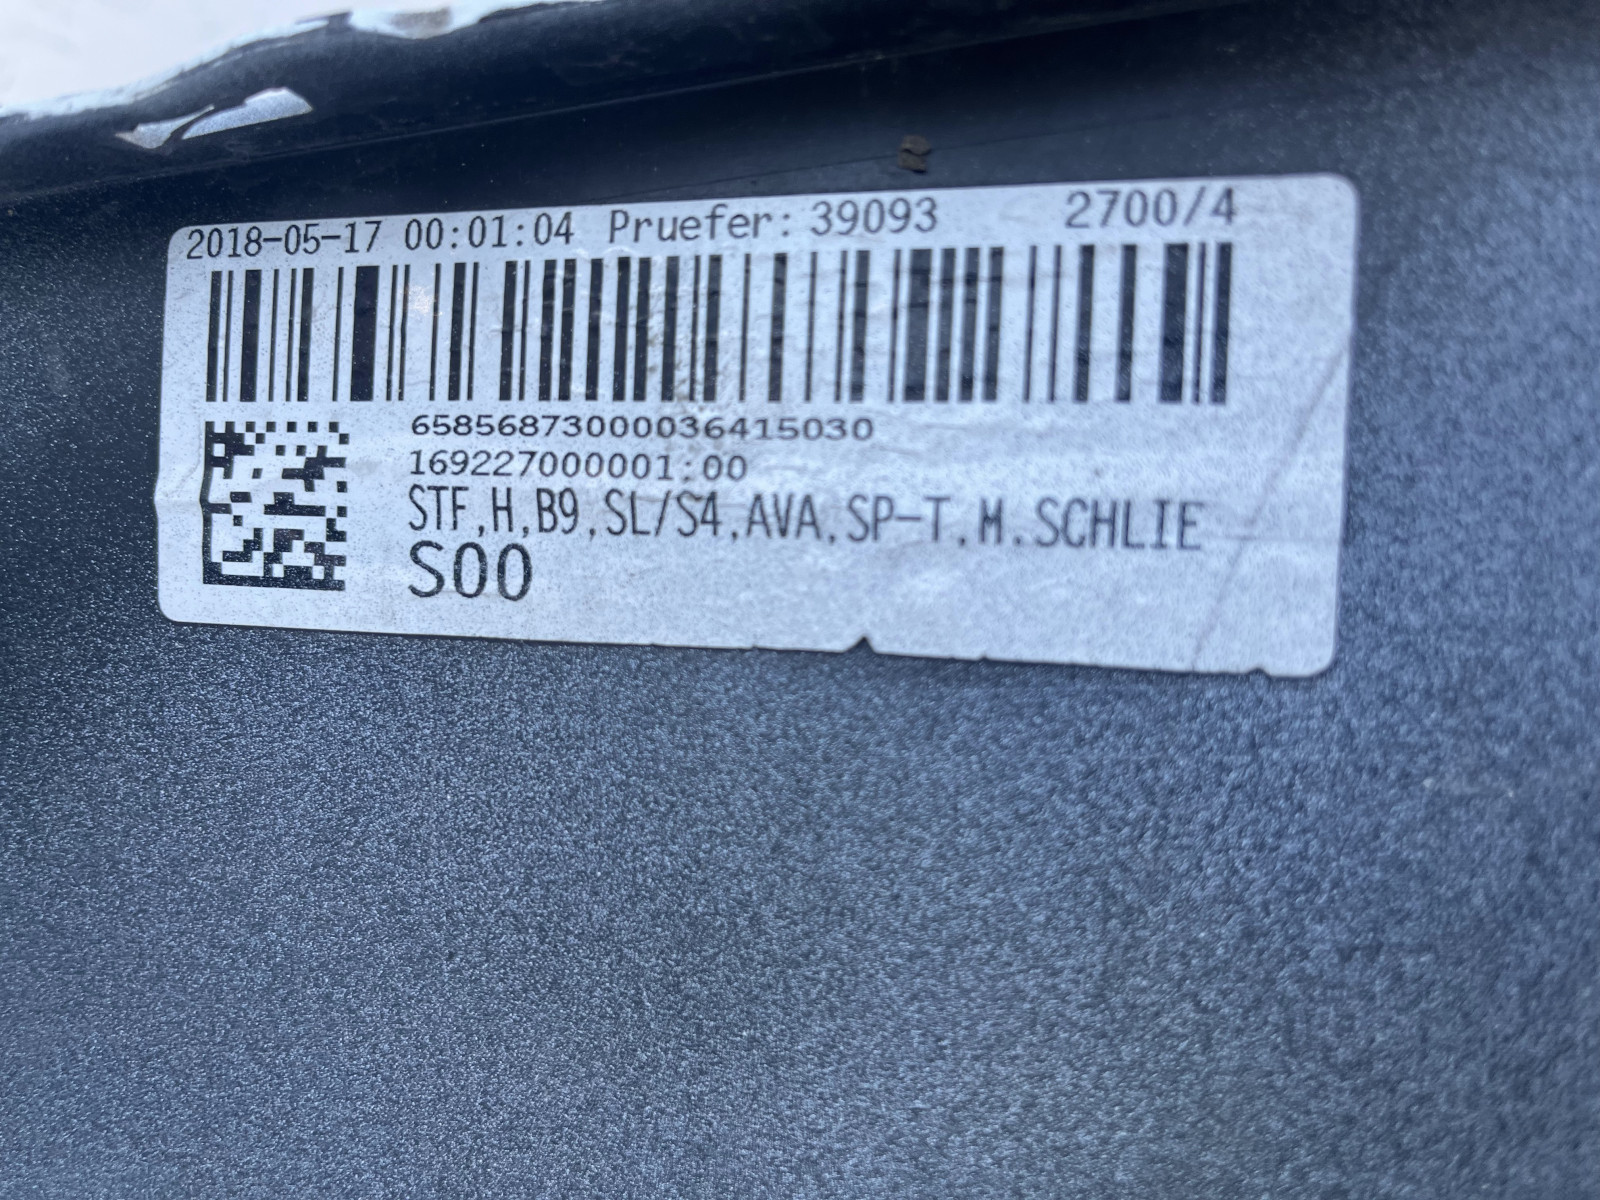 2018-05-17 00:01:04 Pruefer: 39093 2700/4
65856873000036415030
169227000001:00
STF,H,B9,SL/S4,AVA,SP-T,M.SCHLIE
S00